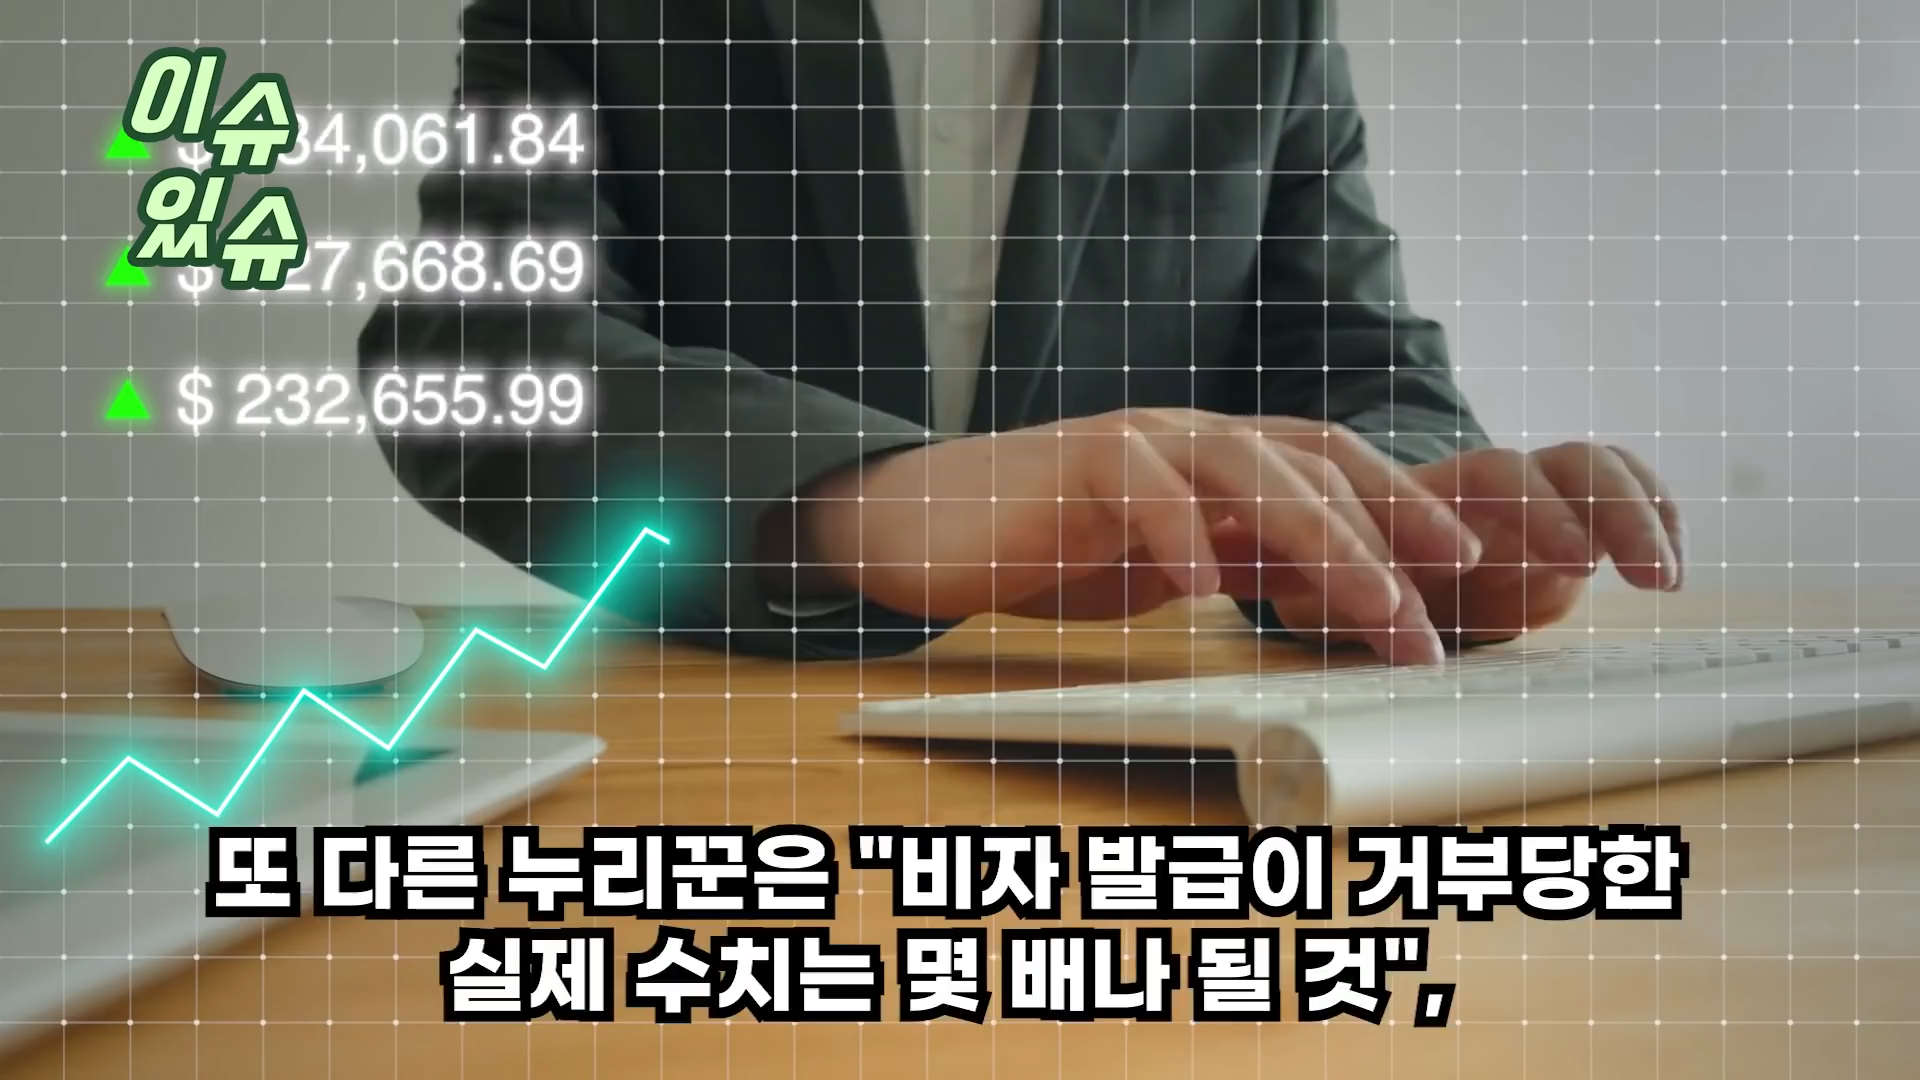 이슈
있슈
34,061.84
27,668.69
$ 232,655.99
또 다른 누리꾼은 "비자 발급이 거부당한
실제 수치는 몇 배나 될 것",